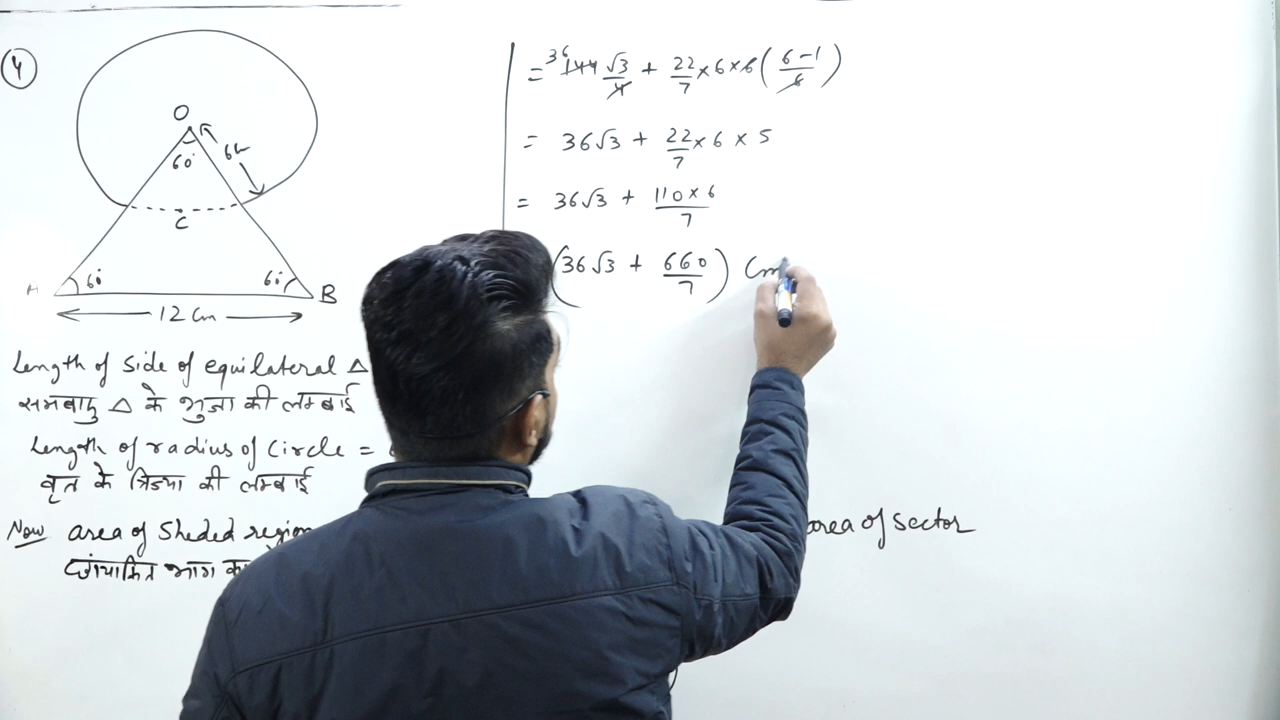 4
O
60°
C
A 60° 60° B
12 Cm
Length of Side of equilateral △
समबाहु △ के भुजा की लम्बाई
Length of radius of Circle =
वृत के त्रिज्या की लम्बाई
Now area of Sheded region area of Sector
छायांकित भाग
= 36 144 √3/4 + 22/7 × 6 × 6 ( 6 - 1 / 6 )
= 36√3 + 22/7 × 6 × 5
= 36√3 + 110 × 6 / 7
( 36√3 + 660/7 ) Cm